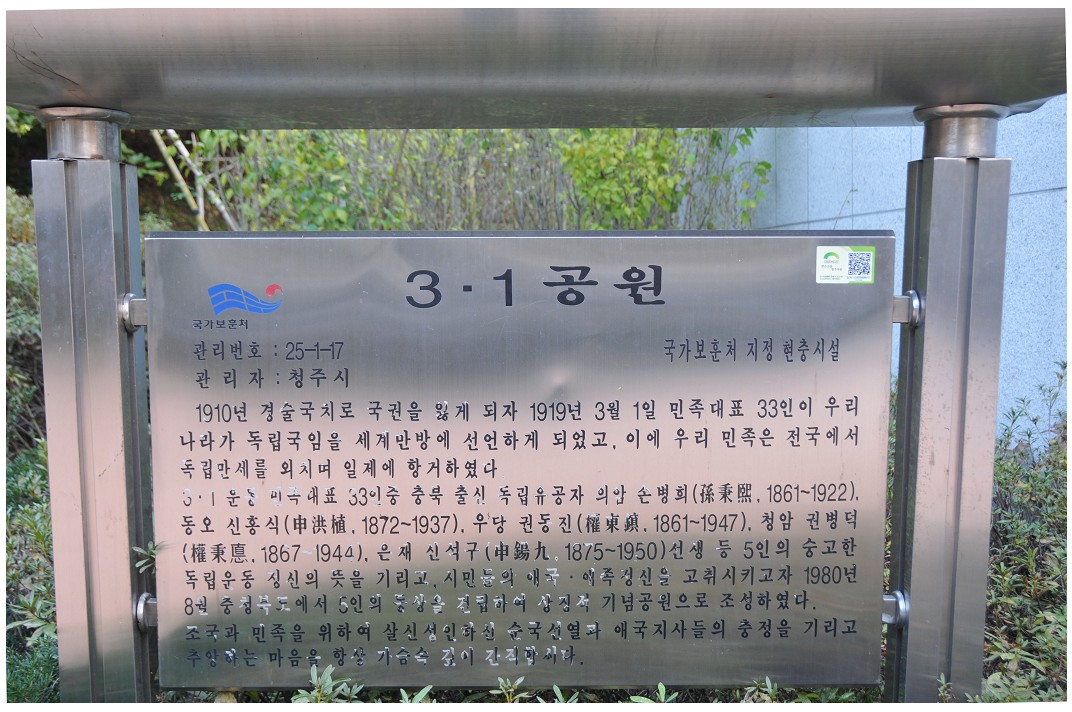 3·1 공원
국가보훈처
관리번호 : 25-1-17
국가보훈처 지정 현충시설
관 리 자 : 청주시
1910년 경술국치로 국권을 잃게 되자 1919년 3월 1일 민족대표 33인이 우리
나라가 독립국임을 세계만방에 선언하게 되었고, 이에 우리 민족은 전국에서
독립만세를 외치며 일제에 항거하였다
3·1 운동 민족대표 33인중 충북 출신 독립유공자 의암 손병희(孫秉熙, 1861~1922),
동오 신홍식(申洪植, 1872~1937), 우당 권동진(權東鎭, 1861~1947), 청암 권병덕
(權秉悳, 1867~1944), 은재 신석구(申錫九, 1875~1950)선생 등 5인의 숭고한
독립운동 정신의 뜻을 기리고, 시민들의 애국·애족정신을 고취시키고자 1980년
8월 충청북도에서 5인의 동상을 건립하여 상징적 기념공원으로 조성하였다.
조국과 민족을 위하여 살신성인하신 순국선열과 애국지사들의 충정을 기리고
추앙하는 마음을 항상 가슴속 깊이 간직합시다.